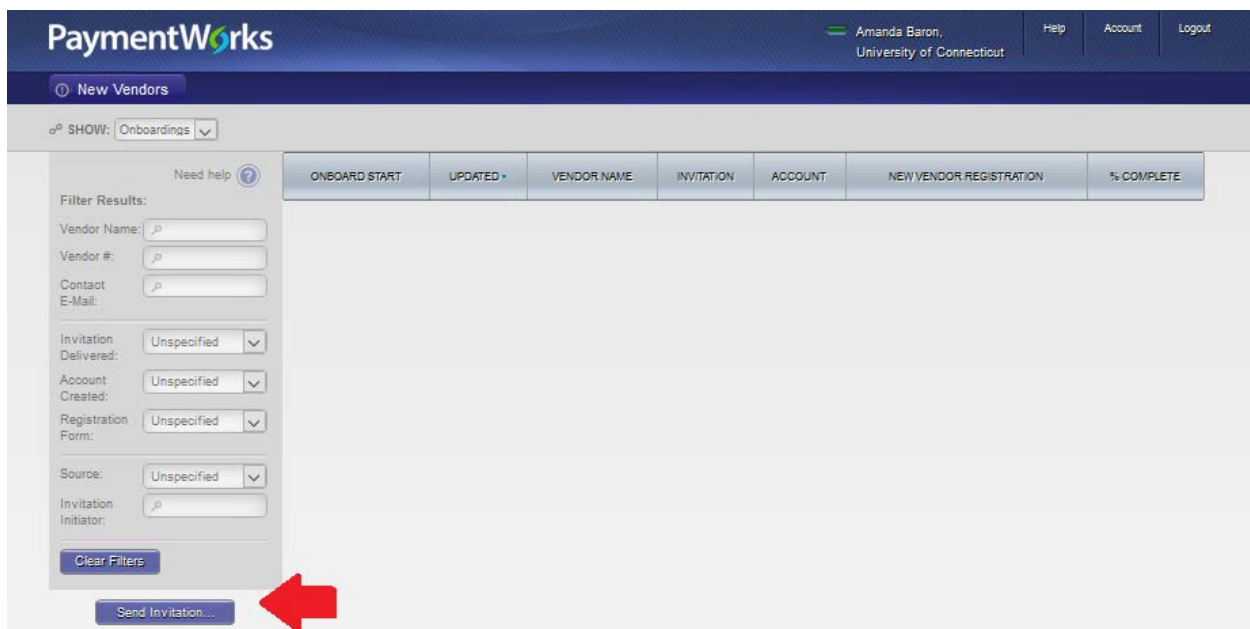 PaymentWorks
Amanda Baron,
University of Connecticut
Help
Account
Logout
New Vendors
SHOW: Onboardings
Need help
Filter Results:
Vendor Name:
Vendor #:
Contact
E-Mail:
Invitation
Delivered:
Unspecified
Account
Created:
Unspecified
Registration
Form:
Unspecified
Source:
Unspecified
Invitation
Initiator:
Clear Filters
Send Invitation...
ONBOARD START
UPDATED
VENDOR NAME
INVITATION
ACCOUNT
NEW VENDOR REGISTRATION
% COMPLETE